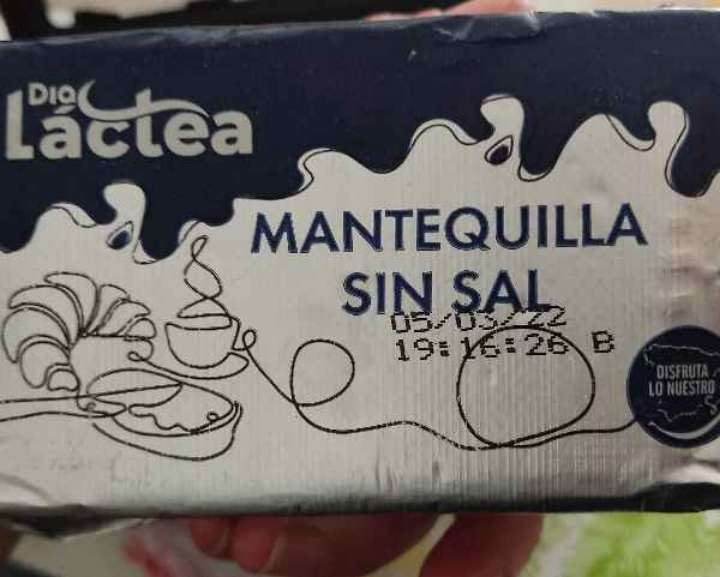 Dia
Láctea
MANTEQUILLA
SIN SAL
05/03/22
19:16:26 B
DISFRUTA
LO NUESTRO